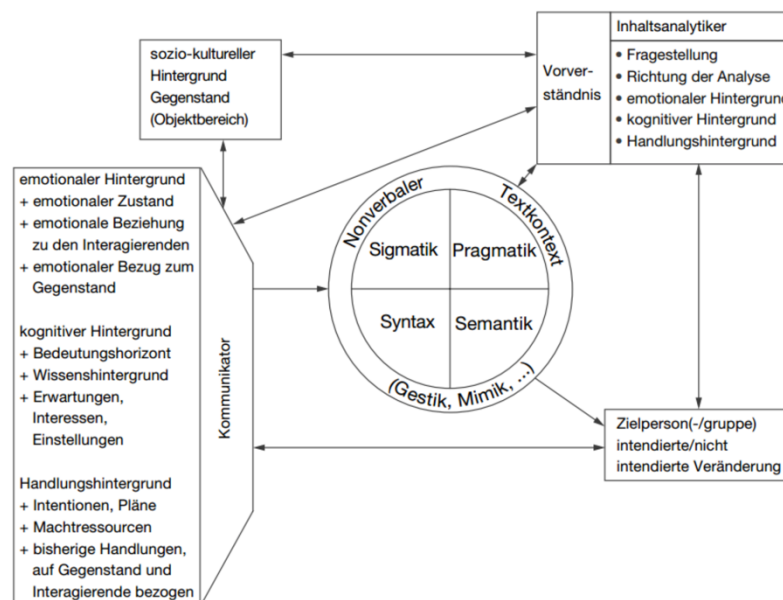 sozio-kultureller
Hintergrund
Gegenstand
(Objektbereich)
Vorver-
ständnis
Inhaltsanalytiker
• Fragestellung
• Richtung der Analyse
• emotionaler Hintergrund
• kognitiver Hintergrund
• Handlungshintergrund
emotionaler Hintergrund
+ emotionaler Zustand
+ emotionale Beziehung
zu den Interagierenden
+ emotionaler Bezug zum
Gegenstand
kognitiver Hintergrund
+ Bedeutungshorizont
+ Wissenshintergrund
+ Erwartungen,
Interessen,
Einstellungen
Handlungshintergrund
+ Intentionen, Pläne
+ Machtressourcen
+ bisherige Handlungen,
auf Gegenstand und
Interagierende bezogen
Kommunikator
Nonverbaler
Textkontext
Sigmatik
Pragmatik
Syntax
Semantik
(Gestik, Mimik, ...)
Zielperson(-/gruppe)
intendierte/nicht
intendierte Veränderung